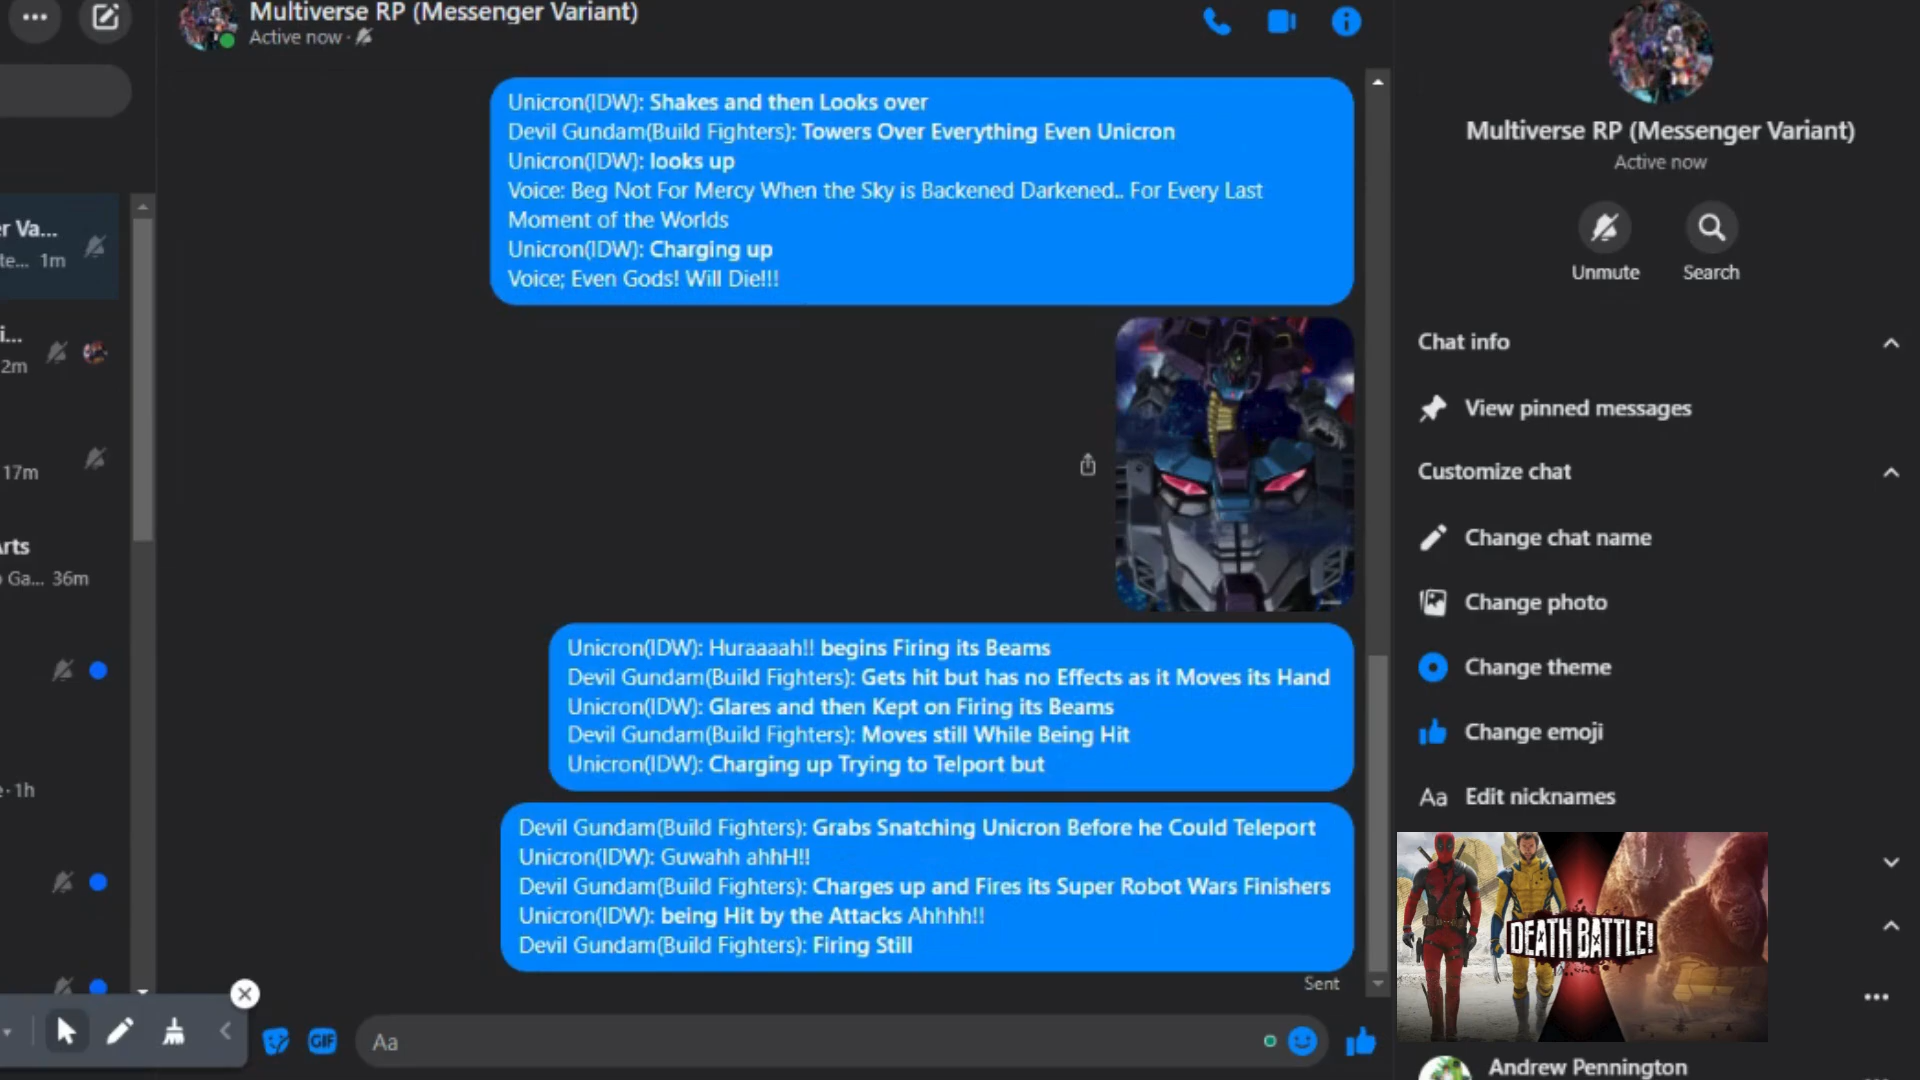 Multiverse RP (Messenger Variant)
Active now ·
er Va...
te... 1m
i...
2m
17m
Arts
Ga... 36m
1h
Unicron(IDW): Shakes and then Looks over
Devil Gundam(Build Fighters): Towers Over Everything Even Unicron
Unicron(IDW): looks up
Voice: Beg Not For Mercy When the Sky is Backened Darkened.. For Every Last
Moment of the Worlds
Unicron(IDW): Charging up
Voice; Even Gods! Will Die!!!
Unicron(IDW): Huraaaah!! begins Firing its Beams
Devil Gundam(Build Fighters): Gets hit but has no Effects as it Moves its Hand
Unicron(IDW): Glares and then Kept on Firing its Beams
Devil Gundam(Build Fighters): Moves still While Being Hit
Unicron(IDW): Charging up Trying to Telport but
Devil Gundam(Build Fighters): Grabs Snatching Unicron Before he Could Teleport
Unicron(IDW): Guwahh ahhH!!
Devil Gundam(Build Fighters): Charges up and Fires its Super Robot Wars Finishers
Unicron(IDW): being Hit by the Attacks Ahhhh!!
Devil Gundam(Build Fighters): Firing Still
Sent
GIF
Aa
Multiverse RP (Messenger Variant)
Active now
Unmute
Search
Chat info
View pinned messages
Customize chat
Change chat name
Change photo
Change theme
Change emoji
Aa Edit nicknames
DEATH BATTLE!
Andrew Pennington